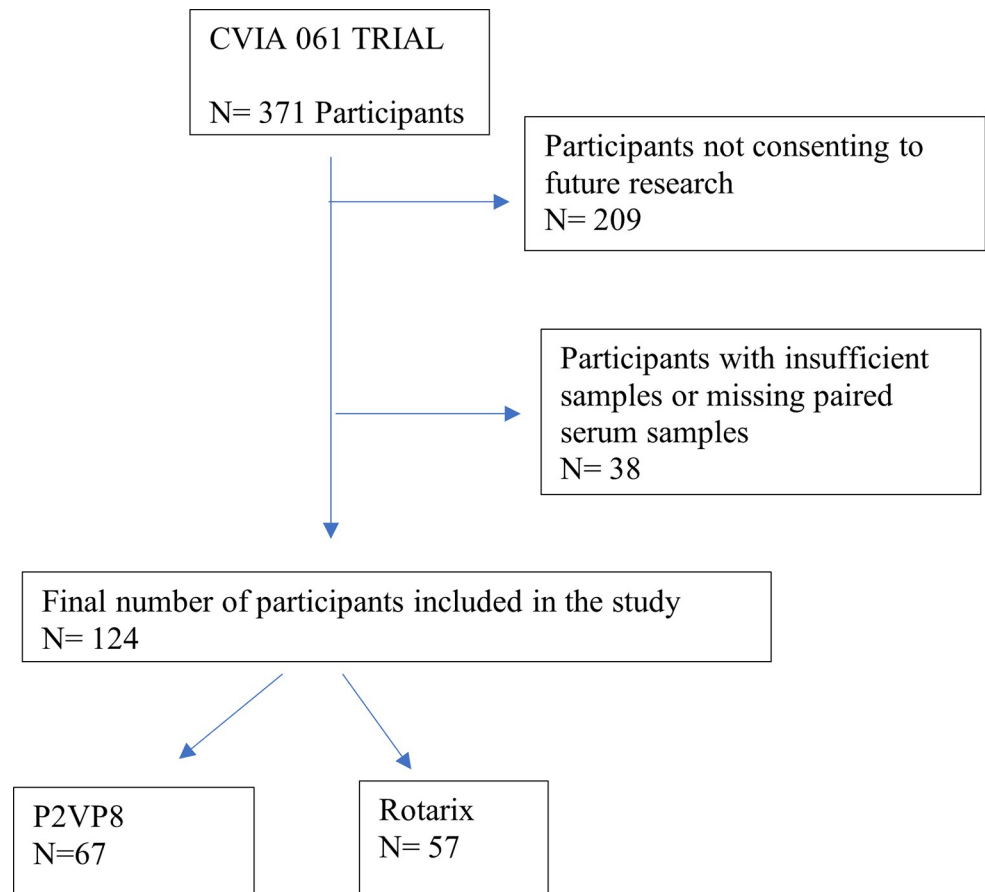 CVIA 061 TRIAL
N= 371 Participants
Participants not consenting to
future research
N= 209
Participants with insufficient
samples or missing paired
serum samples
N= 38
Final number of participants included in the study
N= 124
P2VP8
N=67
Rotarix
N= 57